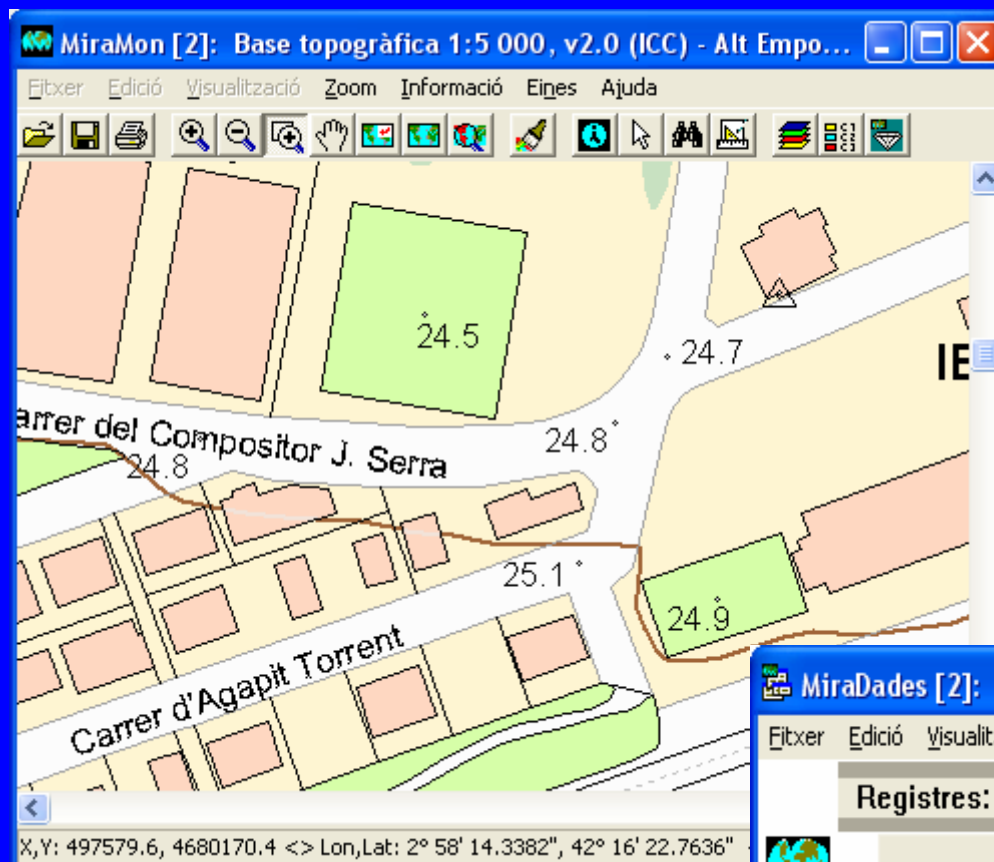 MiraMon [2]: Base topogràfica 1:5 000, v2.0 (ICC) - Alt Empo...
Fitxer Edició Visualització Zoom Informació Eines Ajuda
24.5
24.7
IE
arrer del Compositor J. Serra
24.8
24.8
25.1
24.9
Carrer d'Agapit Torrent
MiraDades [2]:
Fitxer Edició Visualit
Registres:
X,Y: 497579.6, 4680170.4 <> Lon,Lat: 2° 58' 14.3382", 42° 16' 22.7636"